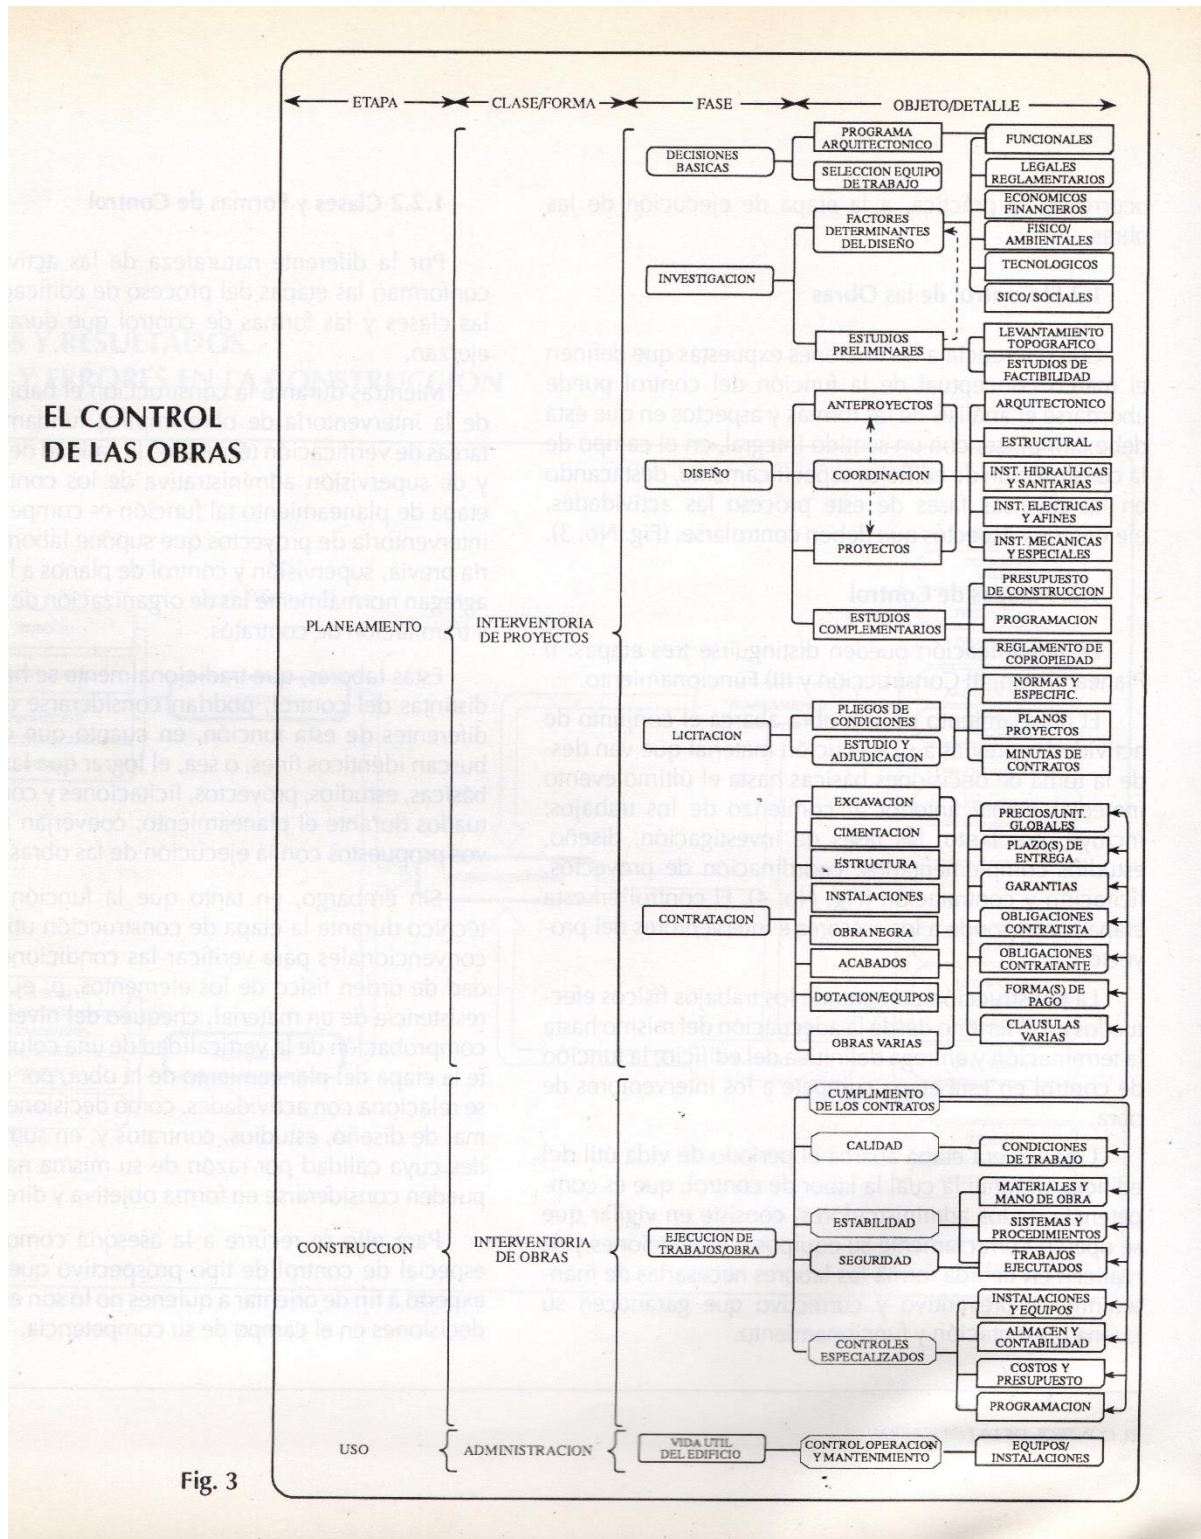 EL CONTROL
DE LAS OBRAS
ETAPA
CLASE/FORMA
FASE
OBJETO/DETALLE
PLANEAMIENTO
INTERVENTORIA
DE PROYECTOS
DECISIONES
BASICAS
PROGRAMA
ARQUITECTONICO
SELECCION EQUIPO
DE TRABAJO
INVESTIGACION
FACTORES
DETERMINANTES
DEL DISEÑO
ESTUDIOS
PRELIMINARES
FUNCIONALES
LEGALES
REGLAMENTARIOS
ECONOMICOS
FINANCIEROS
FISICO/
AMBIENTALES
TECNOLOGICOS
SICO/ SOCIALES
LEVANTAMIENTO
TOPOGRAFICO
ESTUDIOS DE
FACTIBILIDAD
DISEÑO
ANTEPROYECTOS
COORDINACION
PROYECTOS
ESTUDIOS
COMPLEMENTARIOS
ARQUITECTONICO
ESTRUCTURAL
INST. HIDRAULICAS
Y SANITARIAS
INST. ELECTRICAS
Y AFINES
INST. MECANICAS
Y ESPECIALES
PRESUPUESTO
DE CONSTRUCCION
PROGRAMACION
REGLAMENTO DE
COPROPIEDAD
LICITACION
PLIEGOS DE
CONDICIONES
ESTUDIO Y
ADJUDICACION
NORMAS Y
ESPECIFIC.
PLANOS
PROYECTOS
MINUTAS DE
CONTRATOS
CONTRATACION
EXCAVACION
CIMENTACION
ESTRUCTURA
INSTALACIONES
OBRA NEGRA
ACABADOS
DOTACION/EQUIPOS
OBRAS VARIAS
PRECIOS/UNIT.
GLOBALES
PLAZO(S) DE
ENTREGA
GARANTIAS
OBLIGACIONES
CONTRATISTA
OBLIGACIONES
CONTRATANTE
FORMA(S) DE
PAGO
CLAUSULAS
VARIAS
CONSTRUCCION
INTERVENTORIA
DE OBRAS
EJECUCION DE
TRABAJOS/OBRA
CUMPLIMIENTO
DE LOS CONTRATOS
CALIDAD
ESTABILIDAD
SEGURIDAD
CONTROLES
ESPECIALIZADOS
CONDICIONES
DE TRABAJO
MATERIALES Y
MANO DE OBRA
SISTEMAS Y
PROCEDIMIENTOS
TRABAJOS
EJECUTADOS
INSTALACIONES
Y EQUIPOS
ALMACEN Y
CONTABILIDAD
COSTOS Y
PRESUPUESTO
PROGRAMACION
USO
ADMINISTRACION
VIDA UTIL
DEL EDIFICIO
CONTROL OPERACION
Y MANTENIMIENTO
EQUIPOS/
INSTALACIONES
Fig. 3